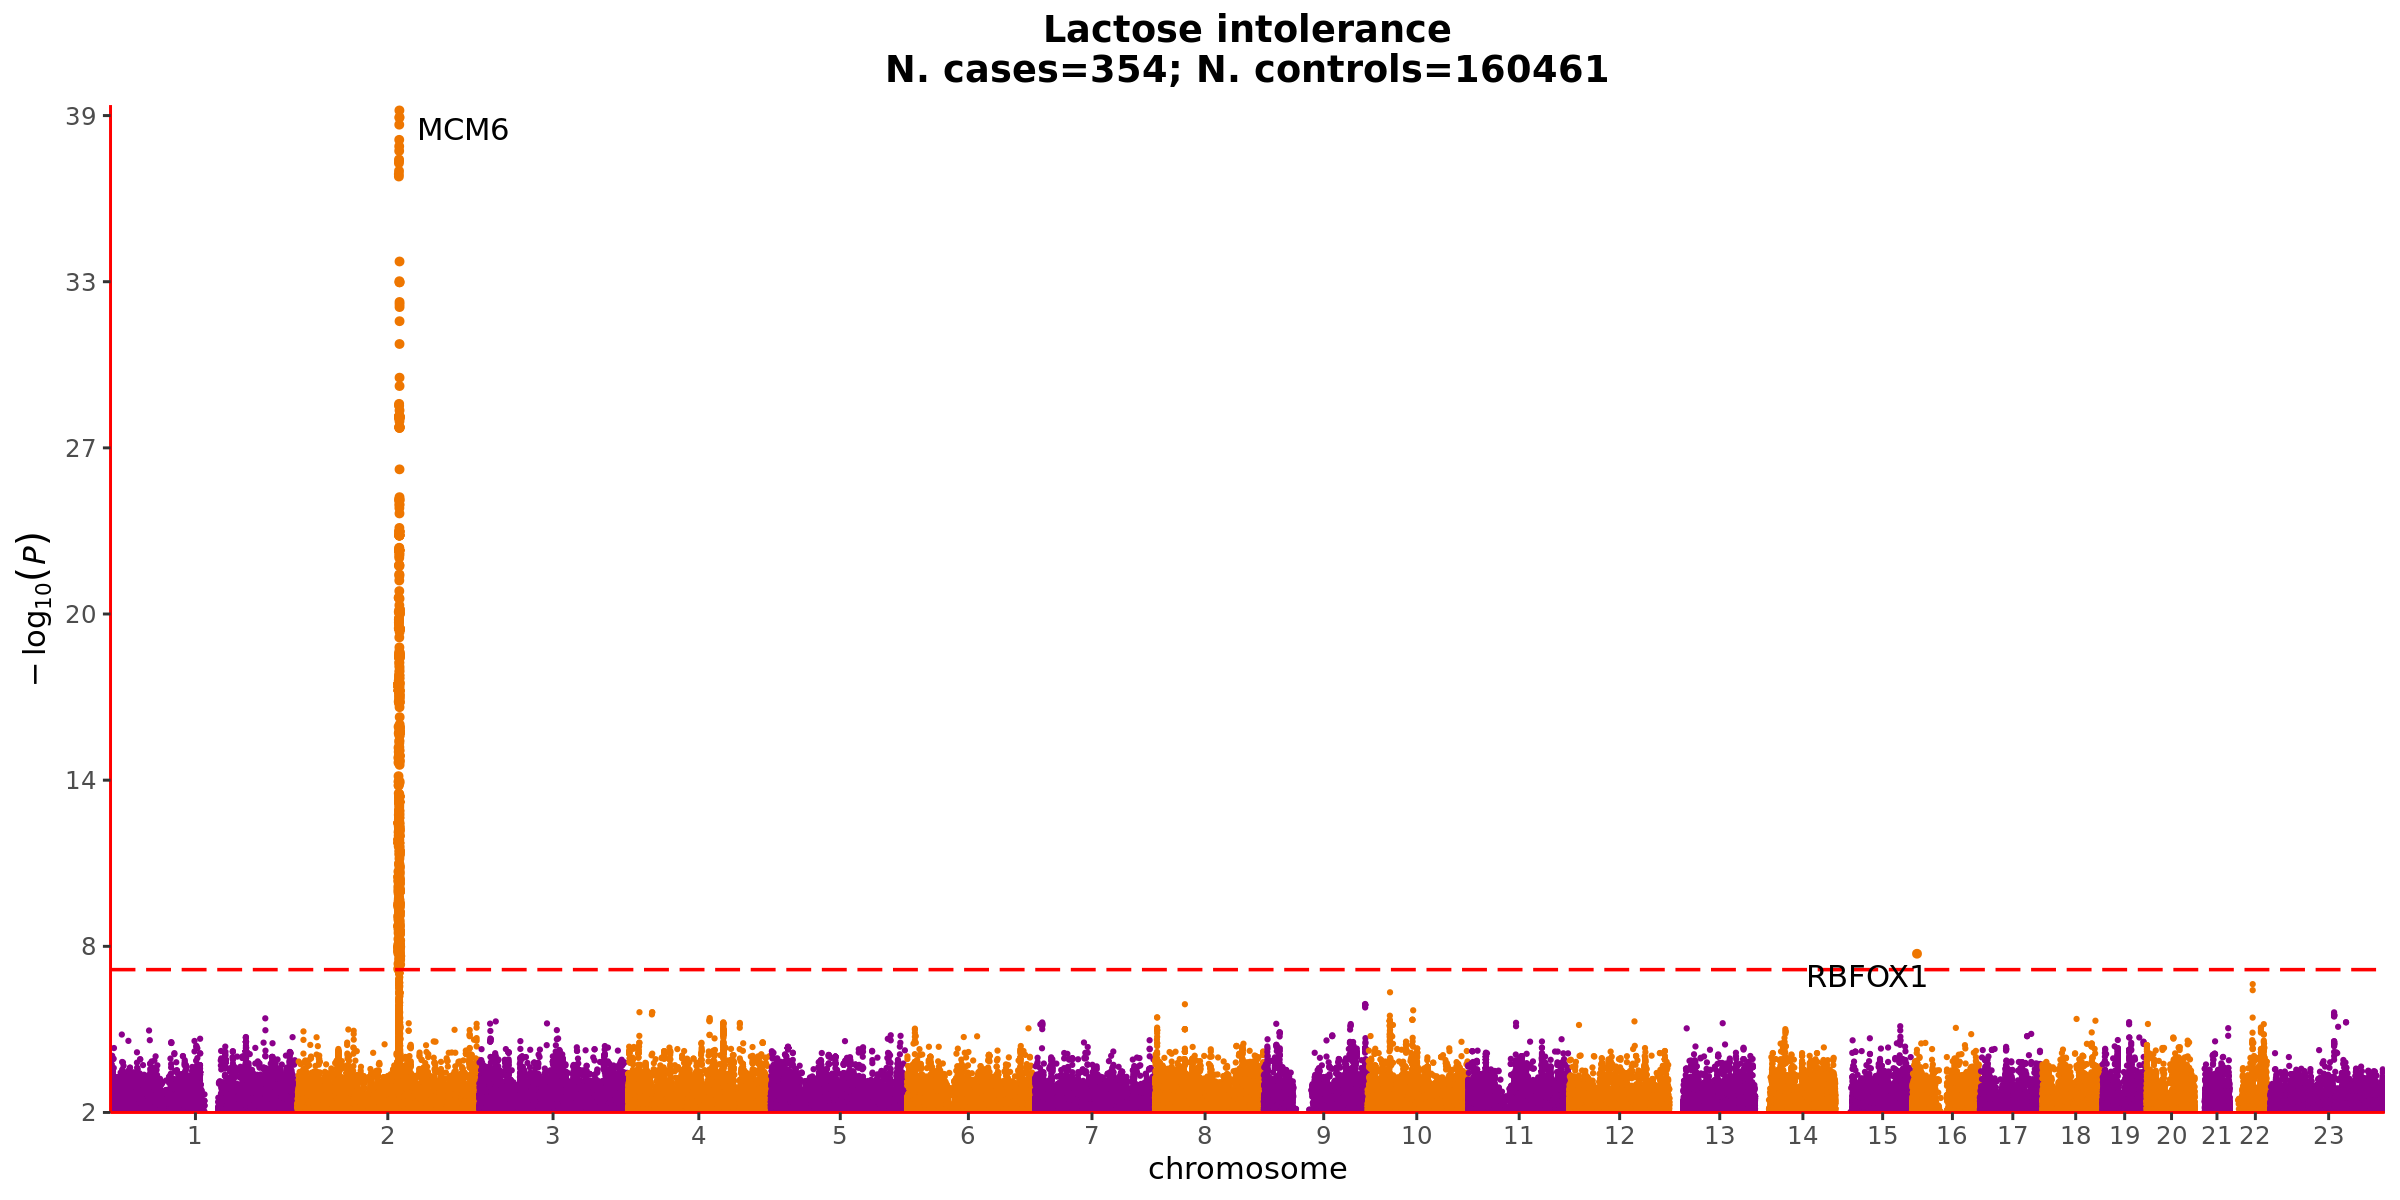 Lactose intolerance
N. cases=354; N. controls=160461
39
MCM6
33
27
20
14
8
RBFOX1
2
−log10(P)
1 2 3 4 5 6 7 8 9 10 11 12 13 14 15 16 17 18 19 20 21 22 23
chromosome